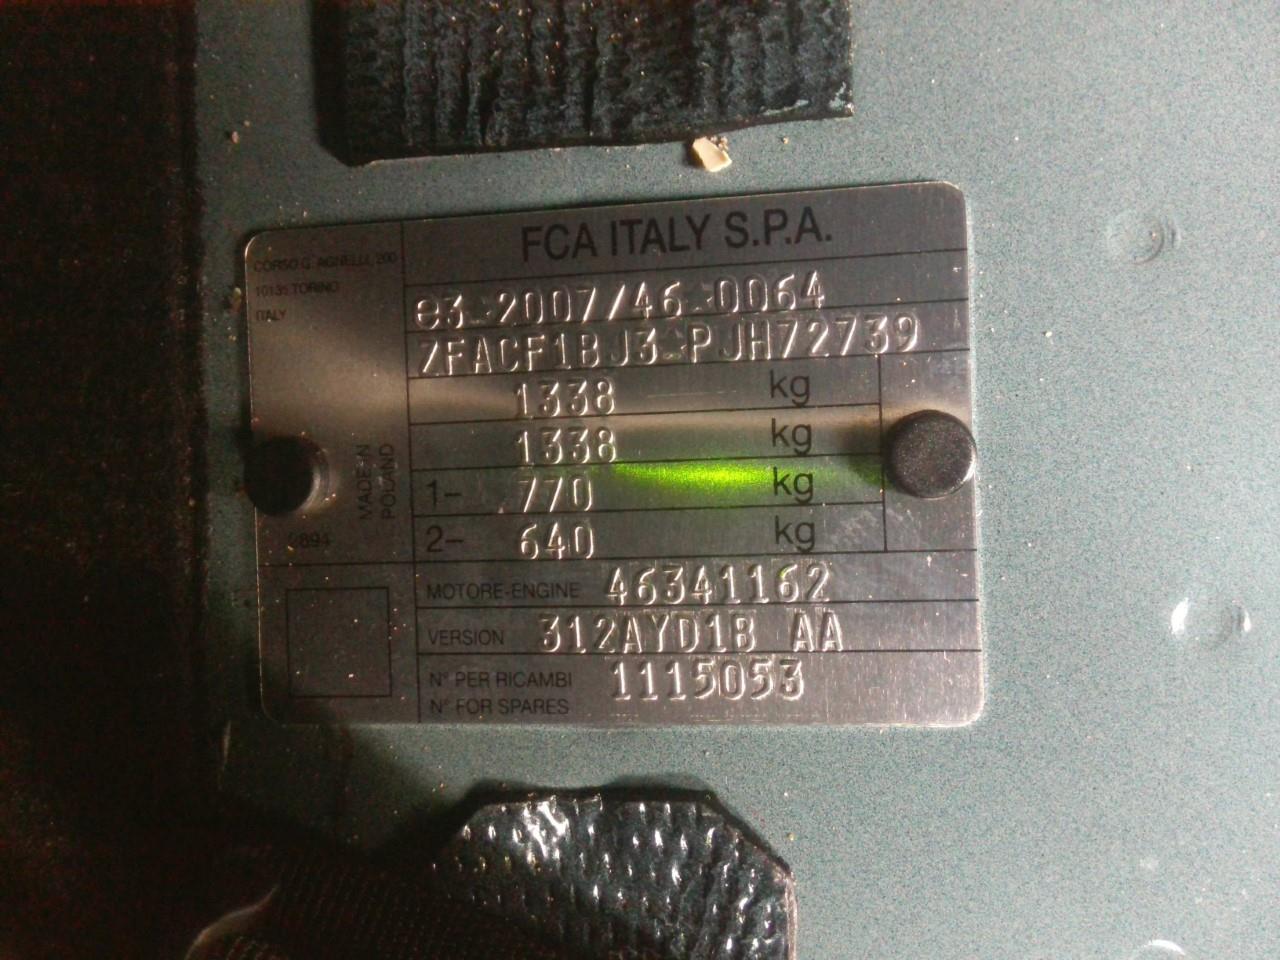 FCA ITALY S.P.A.
CORSO G. AGNELLI, 200
10135 TORINO
ITALY
e3*2007/46*0064
ZFACF1BJ3*PJH72739
1338 kg
1338 kg
1- 770 kg
2- 640 kg
MADE IN
POLAND
MOTORE-ENGINE 46341162
VERSION 312AYD1B AA
N° PER RICAMBI 1115053
N° FOR SPARES